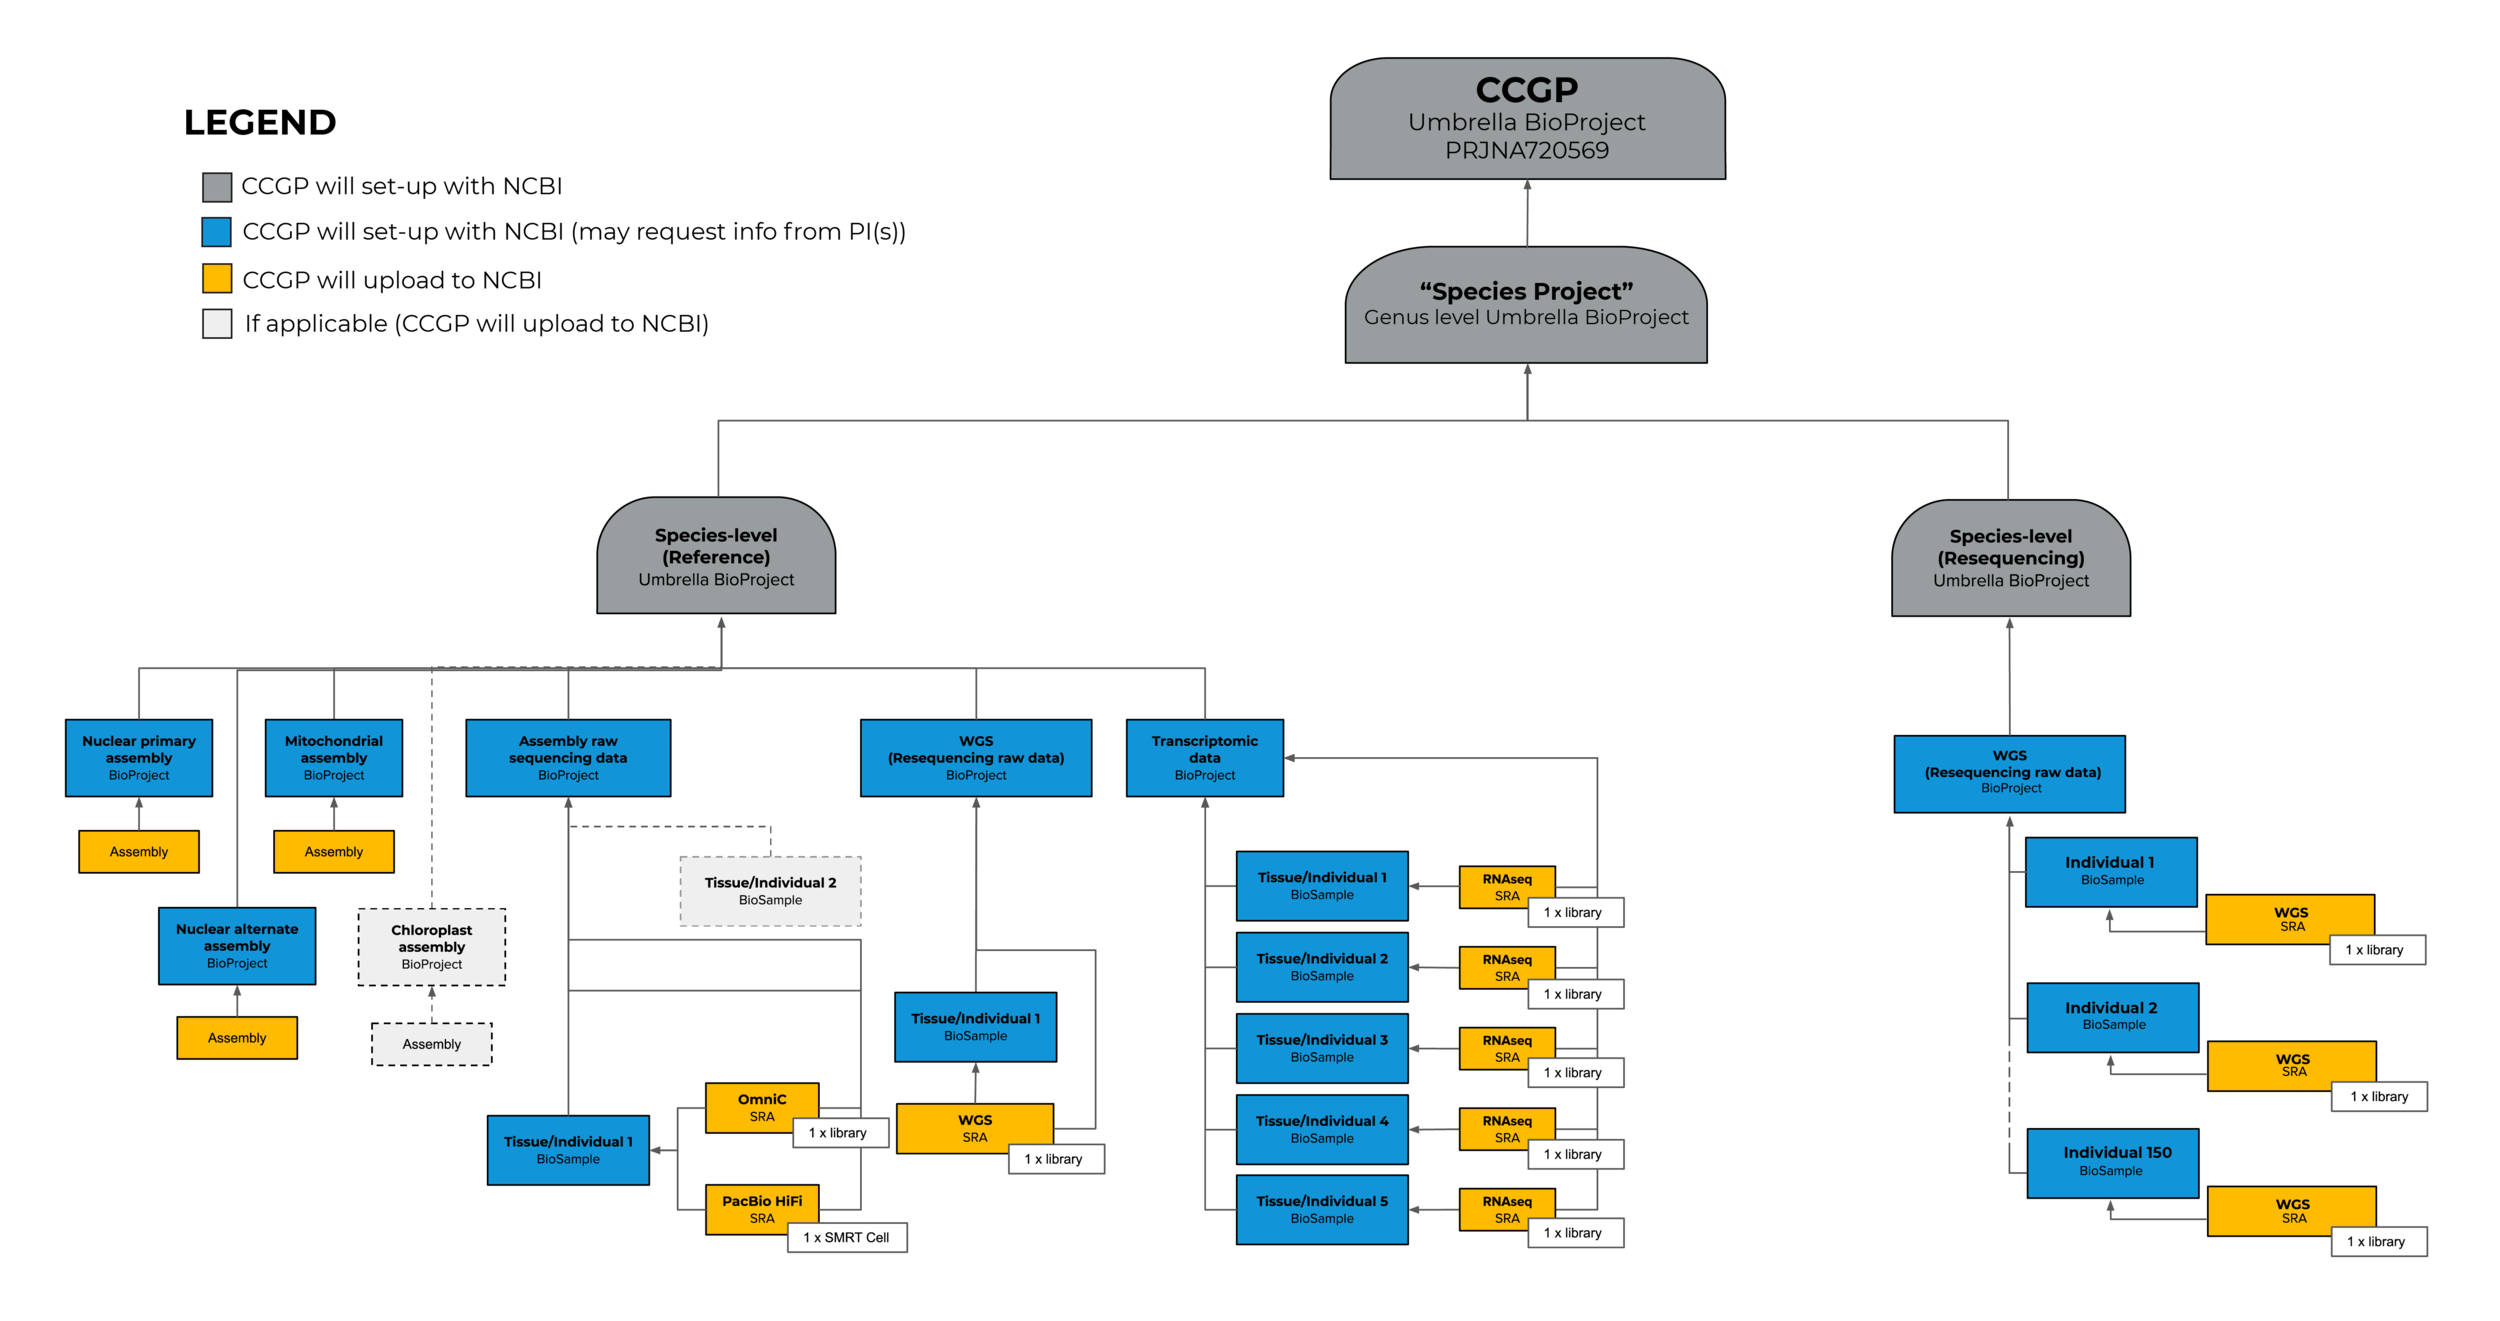 CCGP
Umbrella BioProject
PRJNA720569
LEGEND
CCGP will set-up with NCBI
CCGP will set-up with NCBI (may request info from PI(s))
CCGP will upload to NCBI
If applicable (CCGP will upload to NCBI)
“Species Project”
Genus level Umbrella BioProject
Species-level
(Reference)
Umbrella BioProject
Species-level
(Resequencing)
Umbrella BioProject
Nuclear primary
assembly
BioProject
Assembly
Nuclear alternate
assembly
BioProject
Assembly
Mitochondrial
assembly
BioProject
Assembly
Chloroplast
assembly
BioProject
Assembly
Assembly raw
sequencing data
BioProject
Tissue/Individual 2
BioSample
Tissue/Individual 1
BioSample
OmniC
SRA
1 x library
PacBio HiFi
SRA
1 x SMRT Cell
WGS
(Resequencing raw data)
BioProject
Tissue/Individual 1
BioSample
WGS
SRA
1 x library
Transcriptomic
data
BioProject
Tissue/Individual 1
BioSample
RNAseq
SRA
1 x library
Tissue/Individual 2
BioSample
RNAseq
SRA
1 x library
Tissue/Individual 3
BioSample
RNAseq
SRA
1 x library
Tissue/Individual 4
BioSample
RNAseq
SRA
1 x library
Tissue/Individual 5
BioSample
RNAseq
SRA
1 x library
WGS
(Resequencing raw data)
BioProject
Individual 1
BioSample
WGS
SRA
1 x library
Individual 2
BioSample
WGS
SRA
1 x library
Individual 150
BioSample
WGS
SRA
1 x library